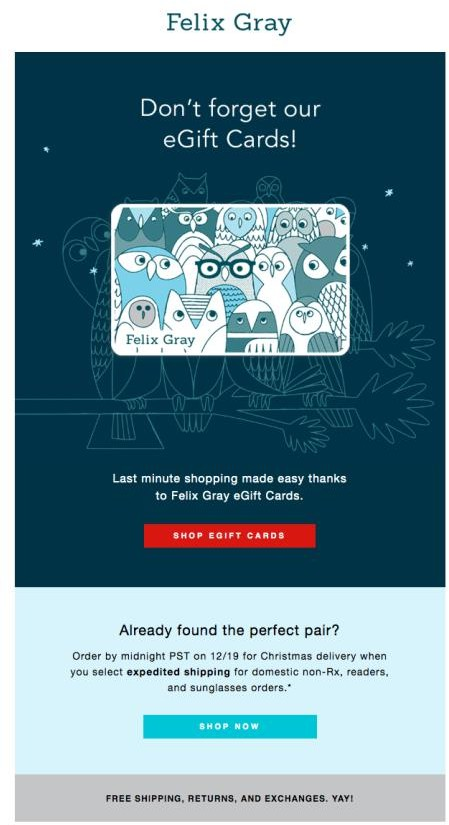 Felix Gray
Don't forget our
eGift Cards!
Felix Gray
Last minute shopping made easy thanks
to Felix Gray eGift Cards.
SHOP EGIFT CARDS
Already found the perfect pair?
Order by midnight PST on 12/19 for Christmas delivery when
you select expedited shipping for domestic non-Rx, readers,
and sunglasses orders.*
SHOP NOW
FREE SHIPPING, RETURNS, AND EXCHANGES. YAY!